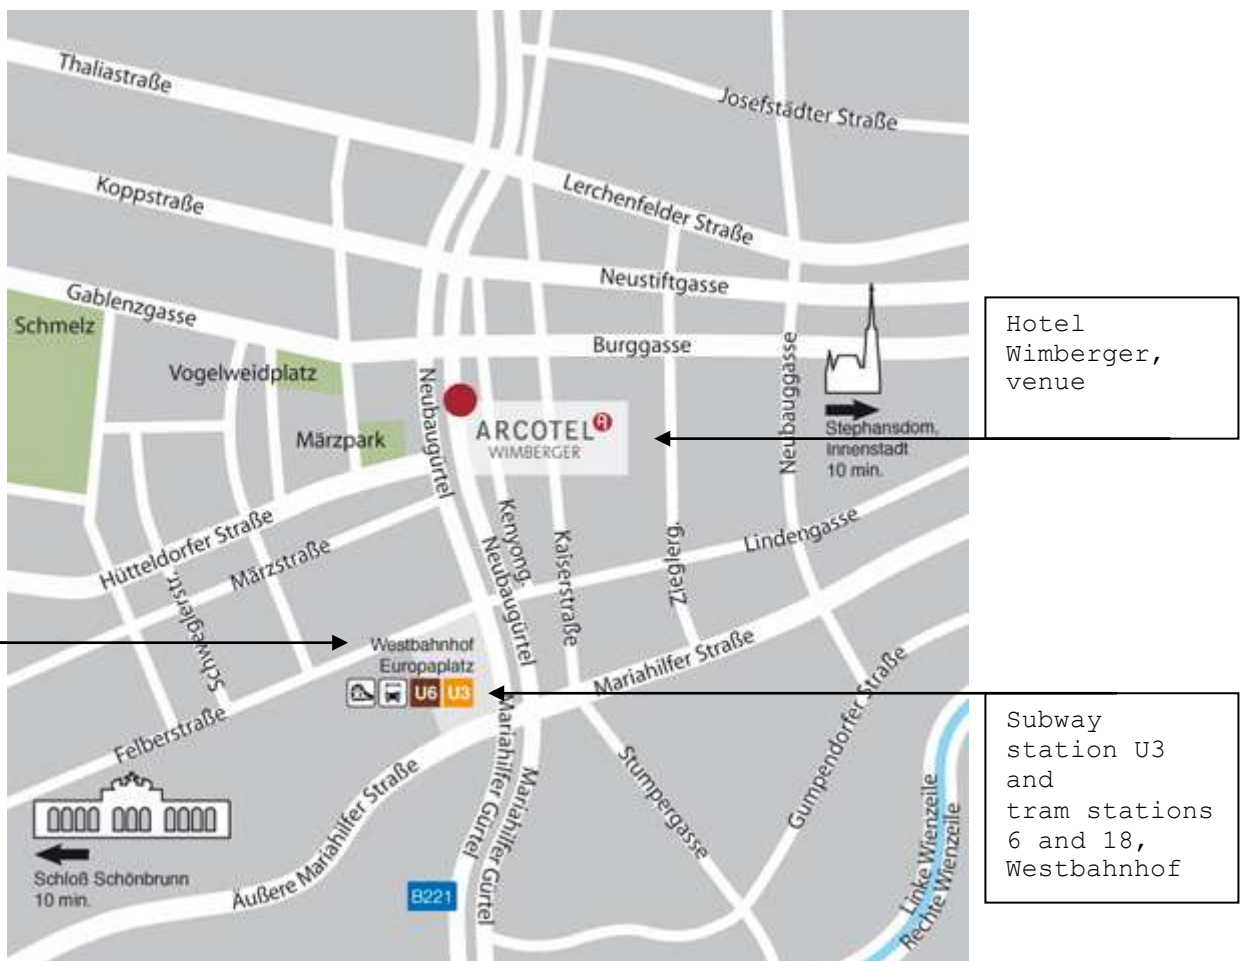 Thaliastraße
Josefstädter Straße
Koppstraße
Lerchenfelder Straße
Neustiftgasse
Gablenzgasse
Schmelz
Burggasse
Vogelweidplatz
Neubaugürtel
Neubauggasse
Hotel
Wimberger,
venue
ARCOTEL A
WIMBERGER
Märzpark
Stephansdom,
Innenstadt
10 min.
Hütteldorfer Straße
Märzstraße
Kenyong.
Neubaugürtel
Kaiserstraße
Zieglerg.
Lindengasse
Schweglerstr.
Westbahnhof
Europaplatz
U6 U3
Mariahilfer Straße
Felberstraße
Mariahilfer Gürtel
Mariahilfer Gürtel
Stumpergasse
Gumpendorfer Straße
Subway
station U3
and
tram stations
6 and 18,
Westbahnhof
Äußere Mariahilfer Straße
Schloß Schönbrunn
10 min.
B221
Linke Wienzeile
Rechte Wienzeile